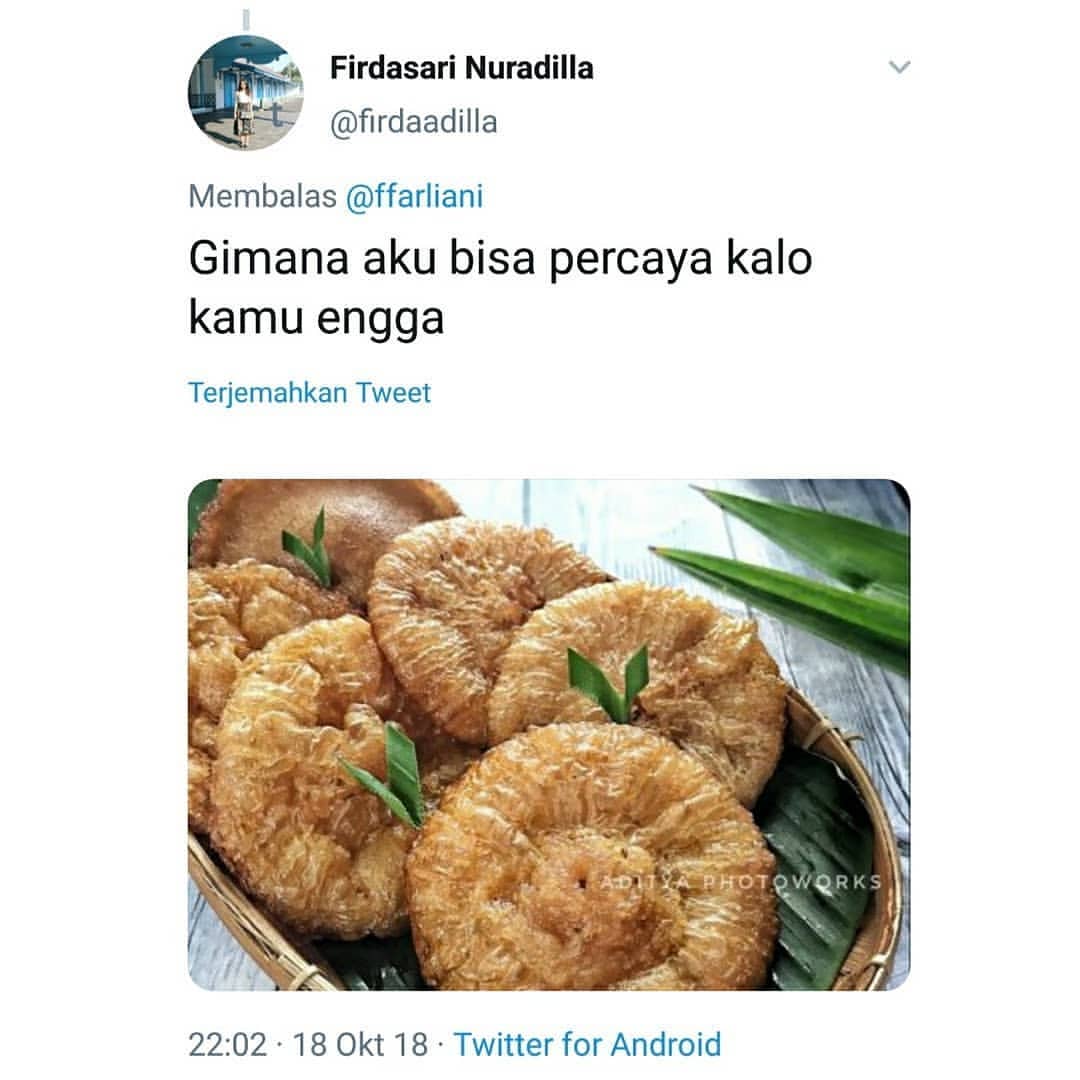 Firdasari Nuradilla
@firdaadilla
Membalas @ffarliani
Gimana aku bisa percaya kalo
kamu engga
Terjemahkan Tweet
ADITYA PHOTOWORKS
22:02 · 18 Okt 18 · Twitter for Android